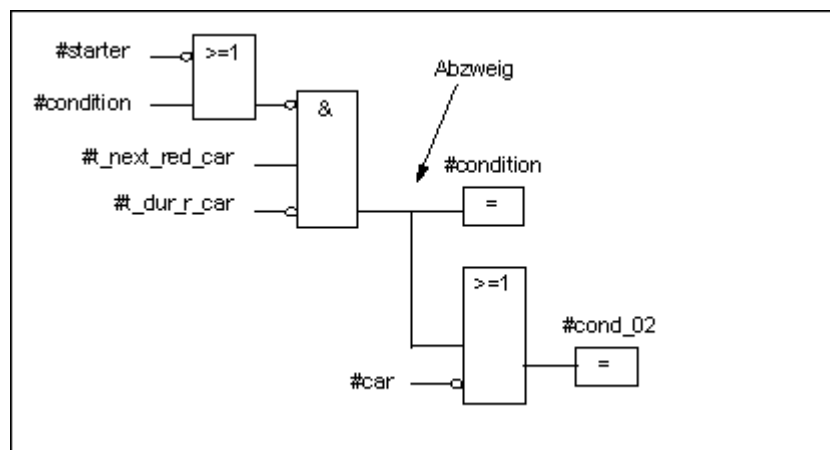 #starter
>=1
#condition
&
Abzweig
#t_next_red_car
#condition
#t_dur_r_car
=
>=1
#cond_02
=
#car